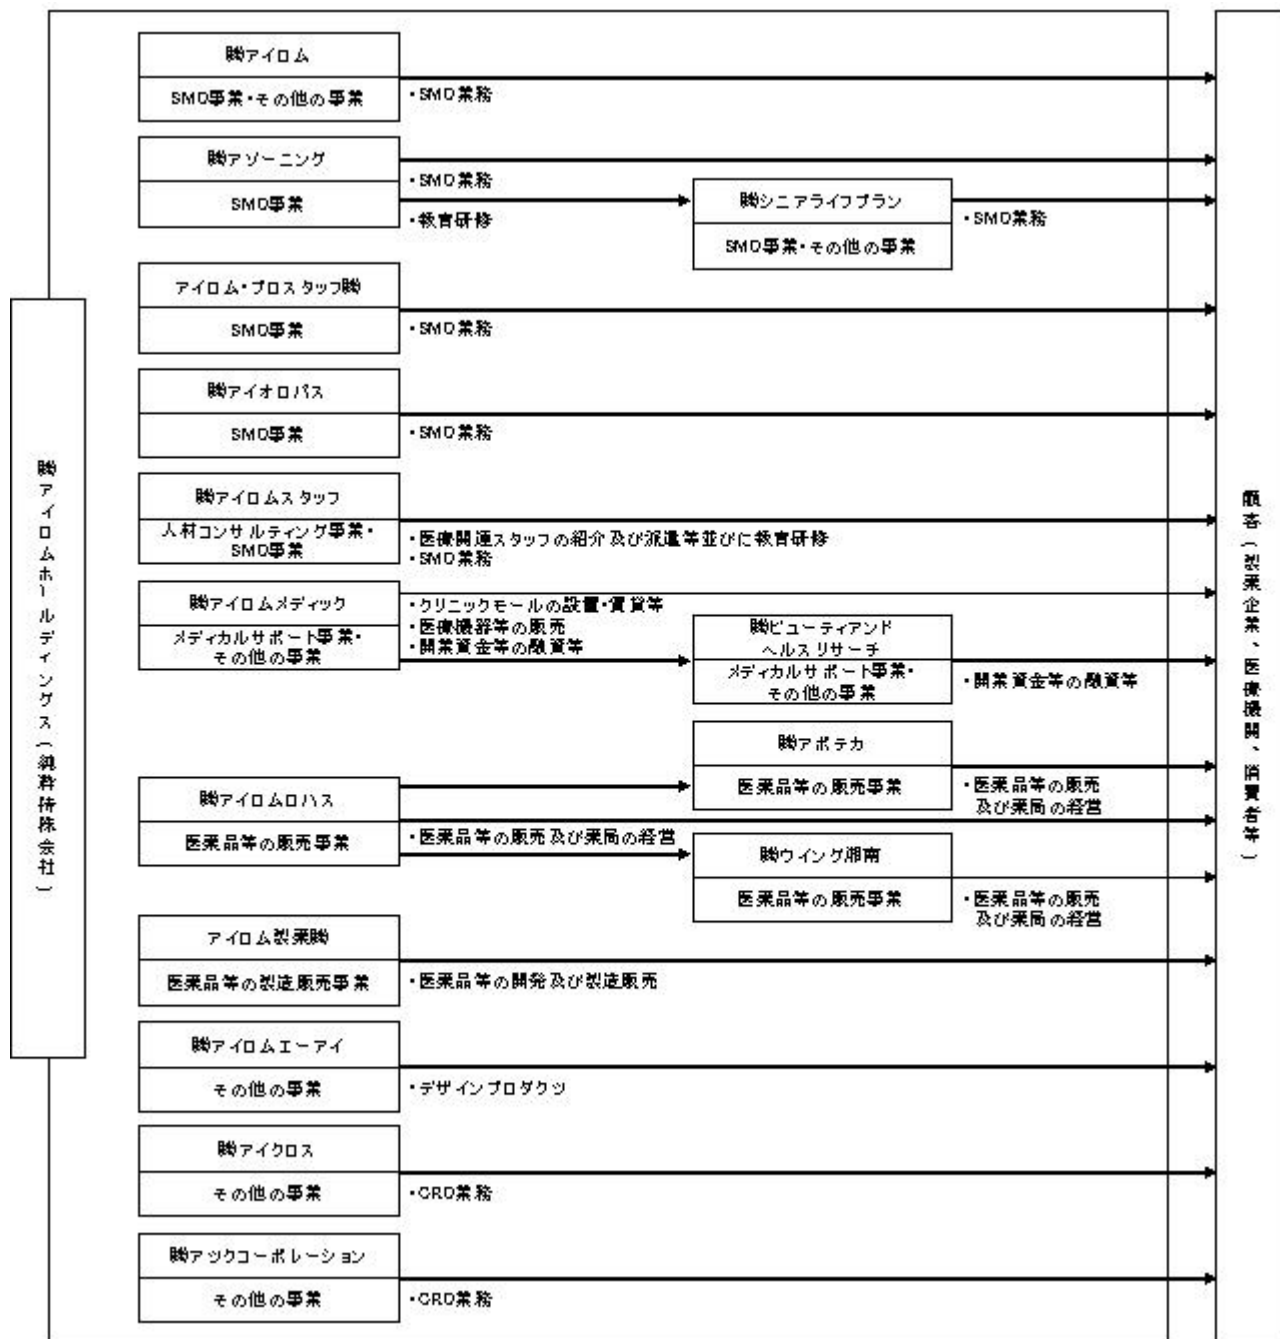 ㈱アイロムホールディングス(純粋持株会社)
㈱アイロム
SMO事業・その他の事業
・SMO業務
㈱アソーニング
SMO事業
・SMO業務
・教育研修
㈱シニアライフプラン
SMO事業・その他の事業
・SMO業務
アイロム・プロスタッフ㈱
SMO事業
・SMO業務
㈱アイオロパス
SMO事業
・SMO業務
㈱アイロムスタッフ
人材コンサルティング事業・
SMO事業
・医療関連スタッフの紹介及び派遣等並びに教育研修
・SMO業務
㈱アイロムメディック
メディカルサポート事業・
その他の事業
・クリニックモールの設置・賃貸等
・医療機器等の販売
・開業資金等の融資等
㈱ビューティアンド
ヘルスリサーチ
メディカルサポート事業・
その他の事業
・開業資金等の融資等
㈱アポテカ
医薬品等の販売事業
・医薬品等の販売
及び薬局の経営
㈱アイロムロハス
医薬品等の販売事業
・医薬品等の販売及び薬局の経営
㈱ウイング湘南
医薬品等の販売事業
・医薬品等の販売
及び薬局の経営
アイロム製薬㈱
医薬品等の製造販売事業
・医薬品等の開発及び製造販売
㈱アイロムエーアイ
その他の事業
・デザインプロダクツ
㈱アイクロス
その他の事業
・CRO業務
㈱アックコーポレーション
その他の事業
・CRO業務
顧客(製薬企業、医療機関、消費者等)